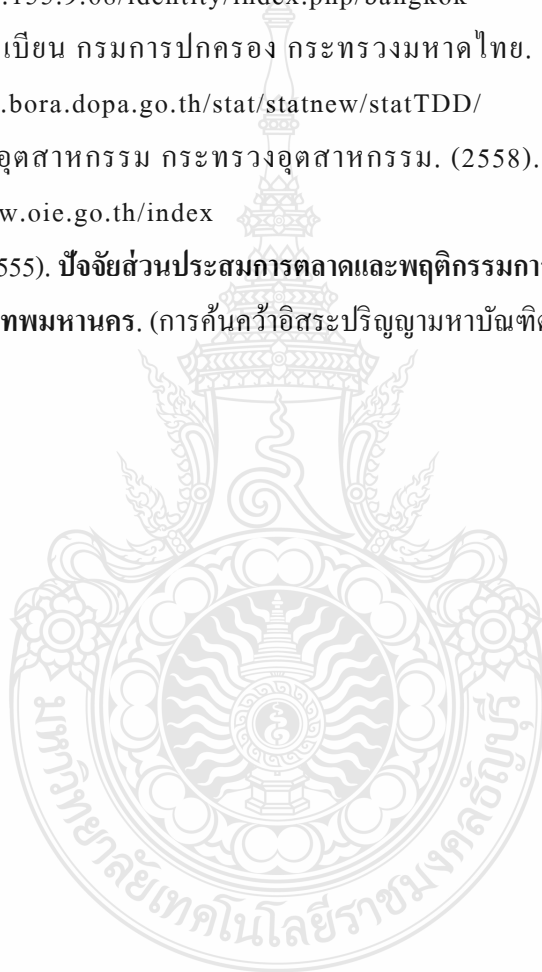 .155.9.68/identity/index.php/bangkok
เบียน กรมการปกครอง กระทรวงมหาดไทย.
.bora.dopa.go.th/stat/statnew/statTDD/
อุตสาหกรรม กระทรวงอุตสาหกรรม. (2558).
w.oie.go.th/index
555). ปัจจัยส่วนประสมการตลาดและพฤติกรรมการ
ทพมหานคร. (การค้นคว้าอิสระปริญญามหาบัณฑิต
มหาวิทยาลัยเทคโนโลยีราชมงคลธัญบุรี